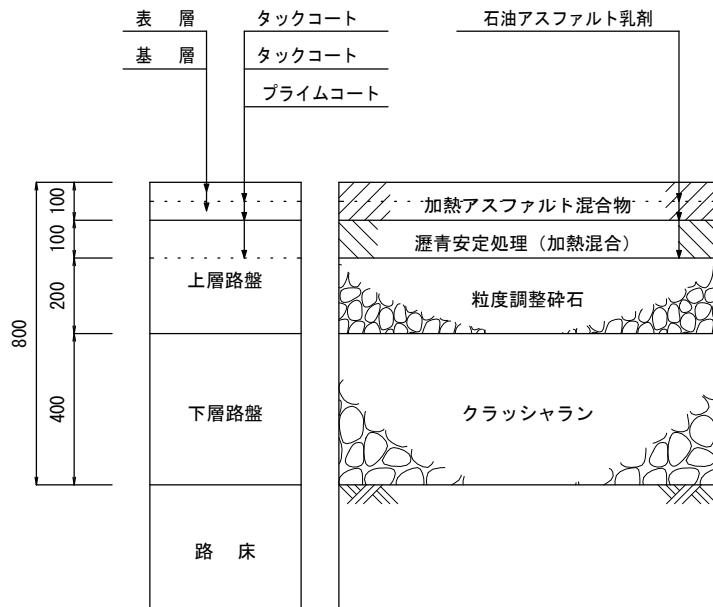 表　層
タックコート
石油アスファルト乳剤
基　層
タックコート
プライムコート
100
加熱アスファルト混合物
100
瀝青安定処理（加熱混合）
200
上層路盤
粒度調整砕石
800
400
下層路盤
クラッシャラン
路　床